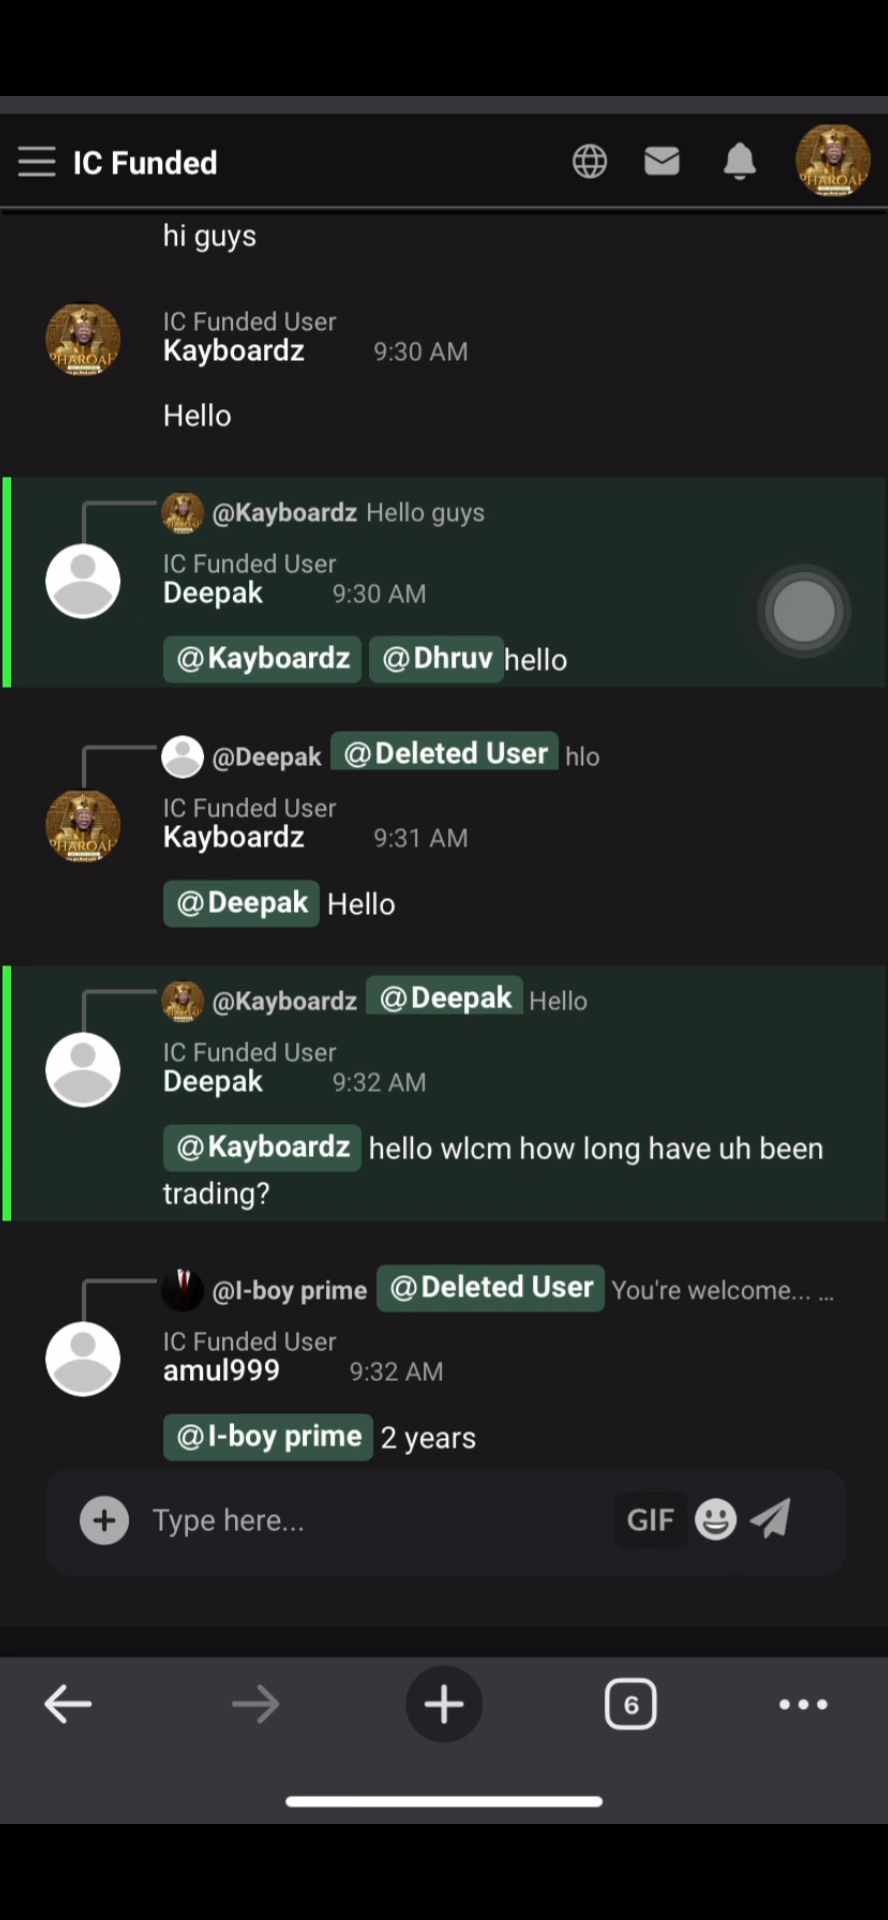 IC Funded
hi guys
IC Funded User
Kayboardz 9:30 AM
Hello
@Kayboardz Hello guys
IC Funded User
Deepak 9:30 AM
@Kayboardz @Dhruv hello
@Deepak @Deleted User hlo
IC Funded User
Kayboardz 9:31 AM
@Deepak Hello
@Kayboardz @Deepak Hello
IC Funded User
Deepak 9:32 AM
@Kayboardz hello wlcm how long have uh been
trading?
@I-boy prime @Deleted User You're welcome... ...
IC Funded User
amul999 9:32 AM
@I-boy prime 2 years
Type here... GIF
6